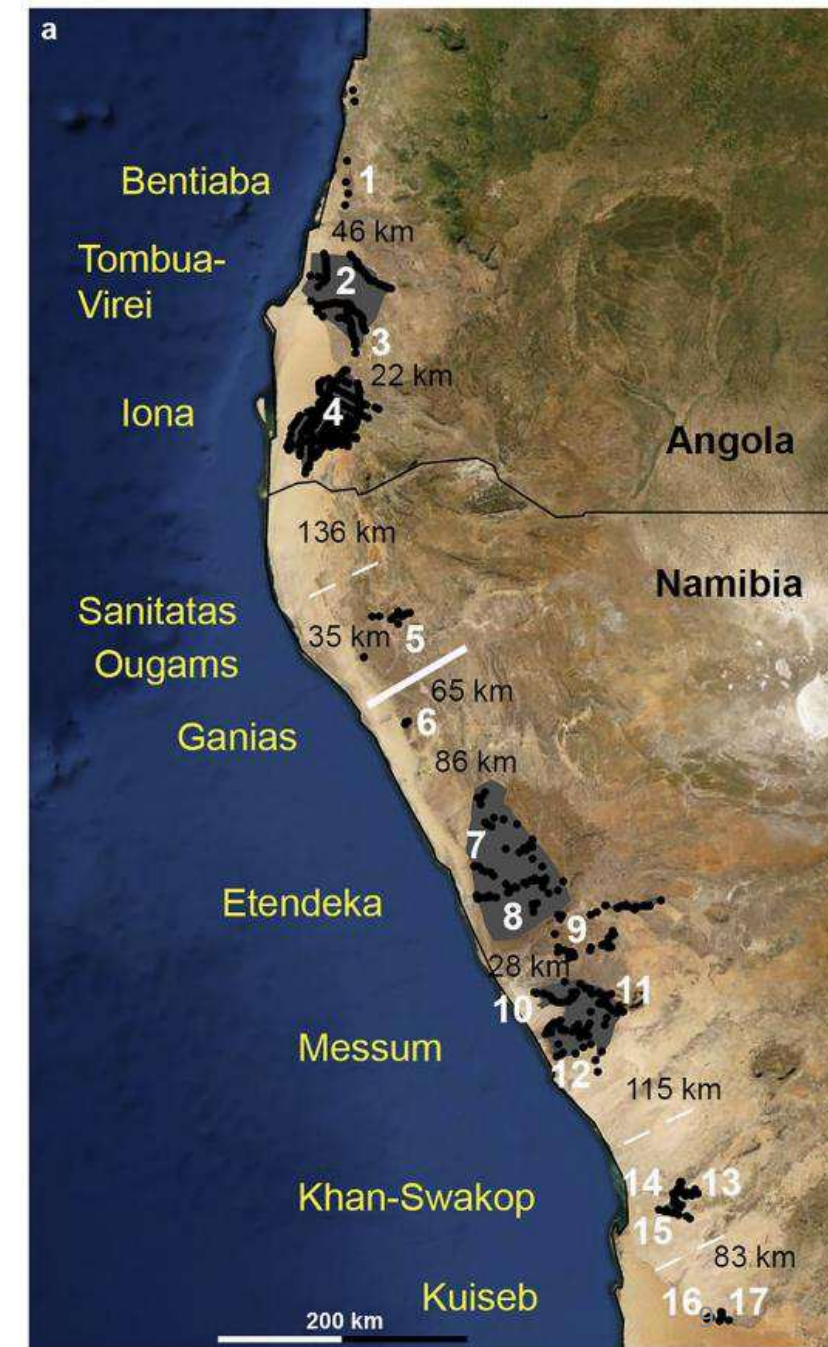 a
Bentiaba
1
46 km
Tombua-
Virei
2
3
22 km
Iona
4
Angola
136 km
Namibia
Sanitatas
35 km
5
Ougams
65 km
Ganias
6
86 km
7
Etendeka
8
9
28 km
10
11
Messum
12
115 km
14
13
Khan-Swakop
15
83 km
Kuiseb
16
17
200 km